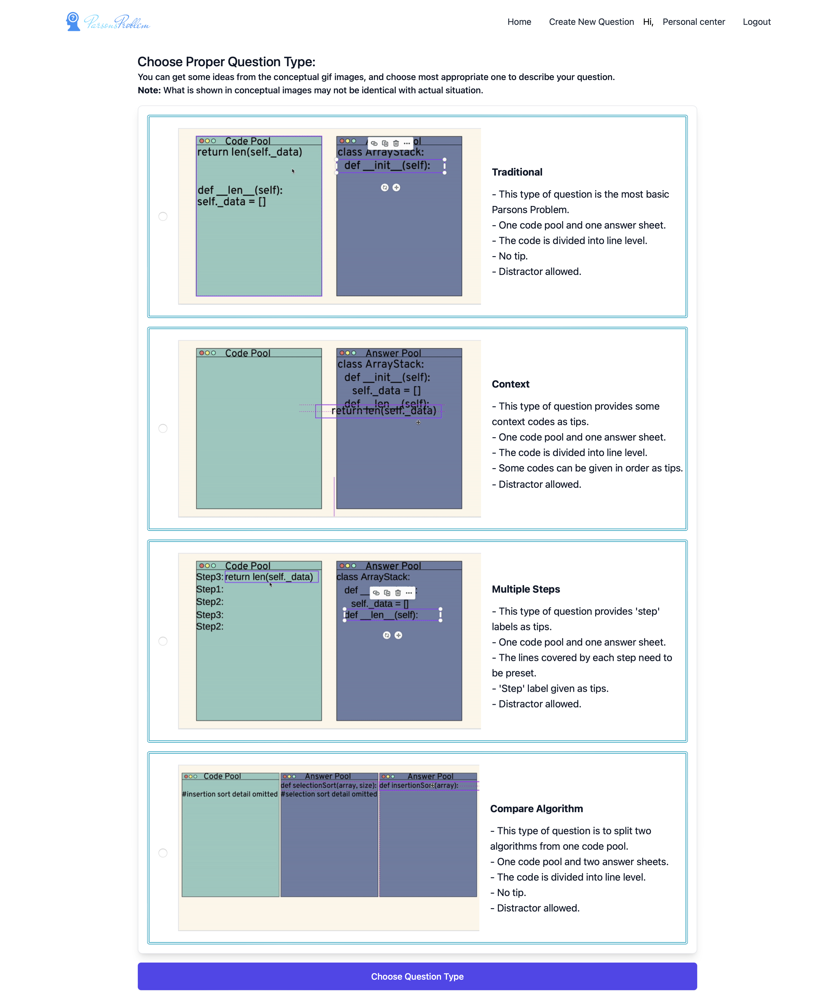 ParsonsProblem
Home Create New Question Hi, Personal center Logout
Choose Proper Question Type:
You can get some ideas from the conceptual gif images, and choose most appropriate one to describe your question.
Note: What is shown in conceptual images may not be identical with actual situation.
Code Pool
return len(self._data)
def __len__(self):
self._data = []
class ArrayStack:
def __init__(self):
Traditional
- This type of question is the most basic
Parsons Problem.
- One code pool and one answer sheet.
- The code is divided into line level.
- No tip.
- Distractor allowed.
Code Pool
Answer Pool
class ArrayStack:
def __init__(self):
self._data = []
def __len__(self):
return len(self._data)
Context
- This type of question provides some
context codes as tips.
- One code pool and one answer sheet.
- The code is divided into line level.
- Some codes can be given in order as tips.
- Distractor allowed.
Code Pool
Step3: return len(self._data)
Step1:
Step2:
Step3:
Step2:
Answer Pool
class ArrayStack:
def
self._data = []
def __len__(self):
Multiple Steps
- This type of question provides 'step'
labels as tips.
- One code pool and one answer sheet.
- The lines covered by each step need to
be preset.
- 'Step' label given as tips.
- Distractor allowed.
Code Pool
#insertion sort detail omitted
Answer Pool
def selectionSort(array, size):
#selection sort detail omitted
Answer Pool
def insertionSort(array):
Compare Algorithm
- This type of question is to split two
algorithms from one code pool.
- One code pool and two answer sheets.
- The code is divided into line level.
- No tip.
- Distractor allowed.
Choose Question Type